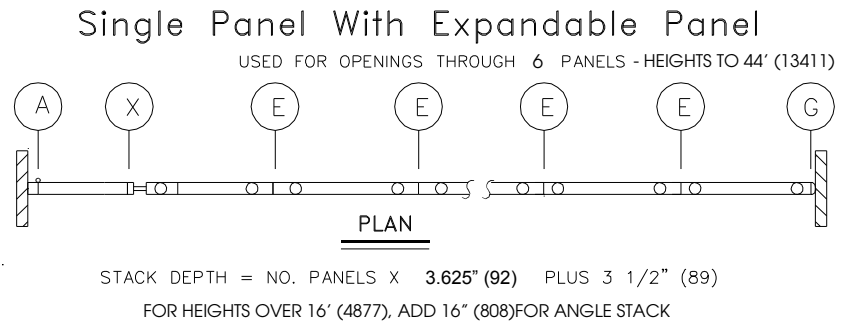 Single Panel With Expandable Panel
USED FOR OPENINGS THROUGH 6 PANELS - HEIGHTS TO 44' (13411)
A X E E E E G
PLAN
STACK DEPTH = NO. PANELS X 3.625" (92) PLUS 3 1/2" (89)
FOR HEIGHTS OVER 16' (4877), ADD 16" (808)FOR ANGLE STACK